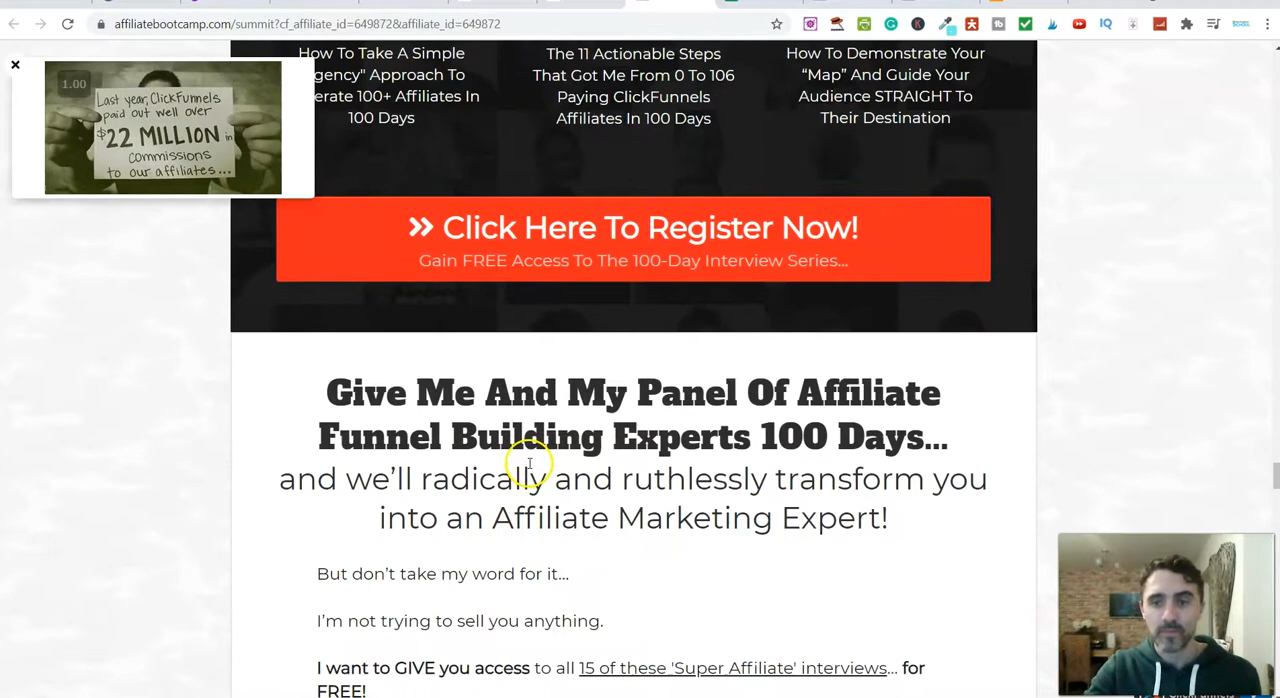 affiliatebootcamp.com/summit?cf_affiliate_id=649872&affiliate_id=649872
1.00
Last year, ClickFunnels
paid out well over
$22 MILLION in
commissions
to our affiliates...
How To Take A Simple
gency" Approach To
erate 100+ Affiliates In
100 Days
The 11 Actionable Steps
That Got Me From 0 To 106
Paying ClickFunnels
Affiliates In 100 Days
How To Demonstrate Your
“Map” And Guide Your
Audience STRAIGHT To
Their Destination
Click Here To Register Now!
Gain FREE Access To The 100-Day Interview Series...
Give Me And My Panel Of Affiliate
Funnel Building Experts 100 Days...
and we’ll radically and ruthlessly transform you
into an Affiliate Marketing Expert!
But don’t take my word for it...
I’m not trying to sell you anything.
I want to GIVE you access to all 15 of these 'Super Affiliate' interviews... for
FREE!